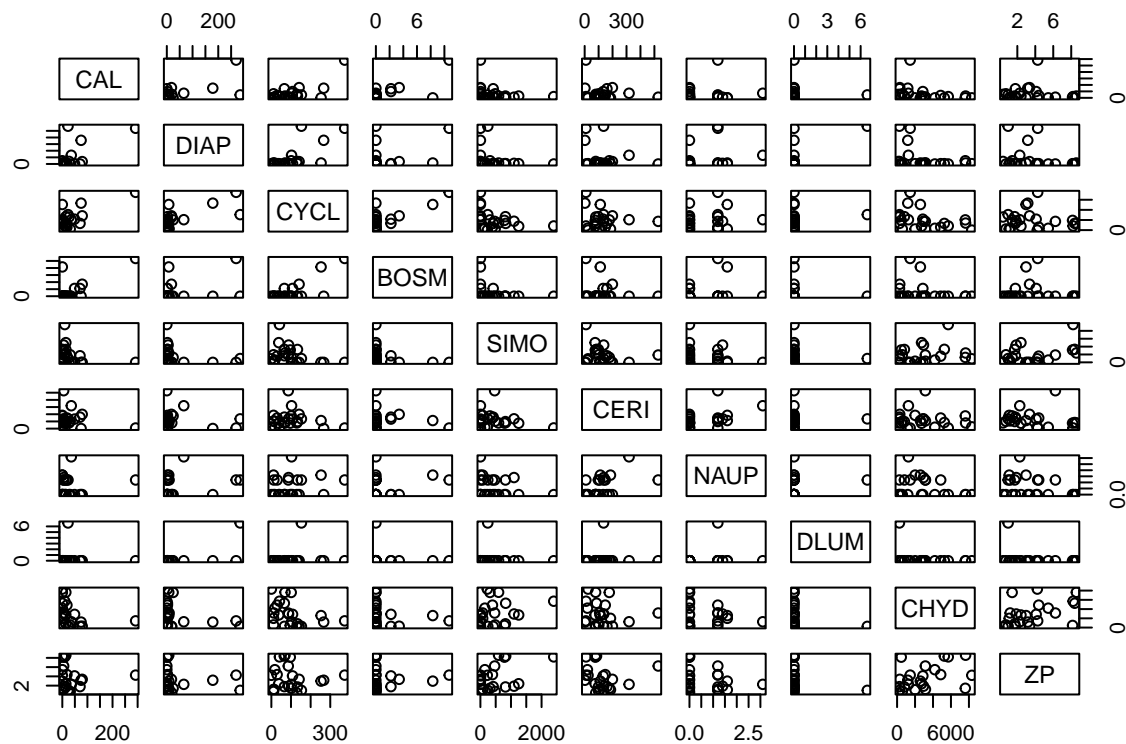 0 200 0 6 0 300 0 3 6 2 6
CAL 0
0 DIAP
CYCL 0
0 BOSM
SIMO 0
0 CERI
NAUP 0.0
0 6 DLUM
CHYD 0
2 ZP
0 200 0 300 0 2000 0.0 2.5 0 6000